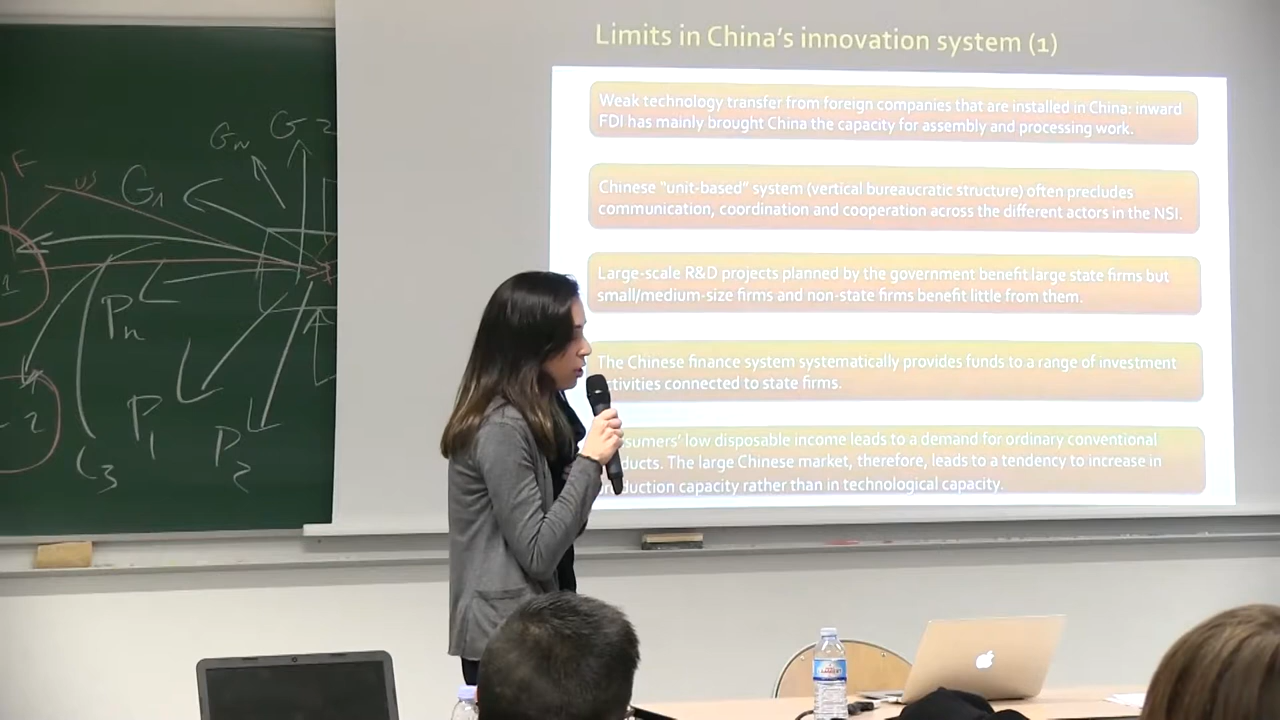 Limits in China's innovation system (1)
Weak technology transfer from foreign companies that are installed in China: inward
FDI has mainly brought China the capacity for assembly and processing work.
Chinese "unit-based" system (vertical bureaucratic structure) often precludes
communication, coordination and cooperation across the different actors in the NSI.
Large-scale R&D projects planned by the government benefit large state firms but
small/medium-size firms and non-state firms benefit little from them.
The Chinese finance system systematically provides funds to a range of investment
ctivities connected to state firms.
sumers' low disposable income leads to a demand for ordinary conventional
ducts. The large Chinese market, therefore, leads to a tendency to increase in
duction capacity rather than in technological capacity.
GN
G2
F
US
G1
1
Pn
2
P1
P2
C3